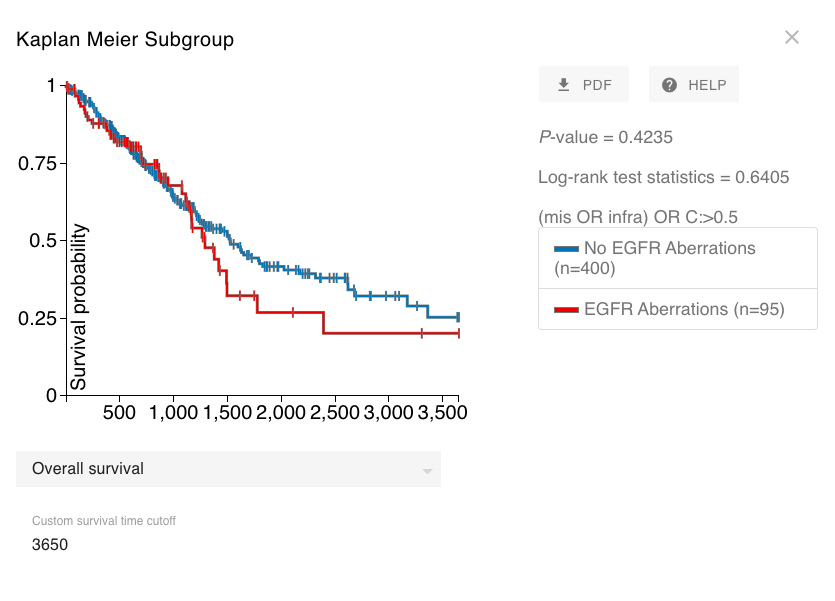 Kaplan Meier Subgroup
PDF
HELP
P-value = 0.4235
Log-rank test statistics = 0.6405
(mis OR infra) OR C:>0.5
No EGFR Aberrations
(n=400)
EGFR Aberrations (n=95)
1
0.75
0.5
0.25
0
Survival probability
500 1,000 1,500 2,000 2,500 3,000 3,500
Overall survival
Custom survival time cutoff
3650